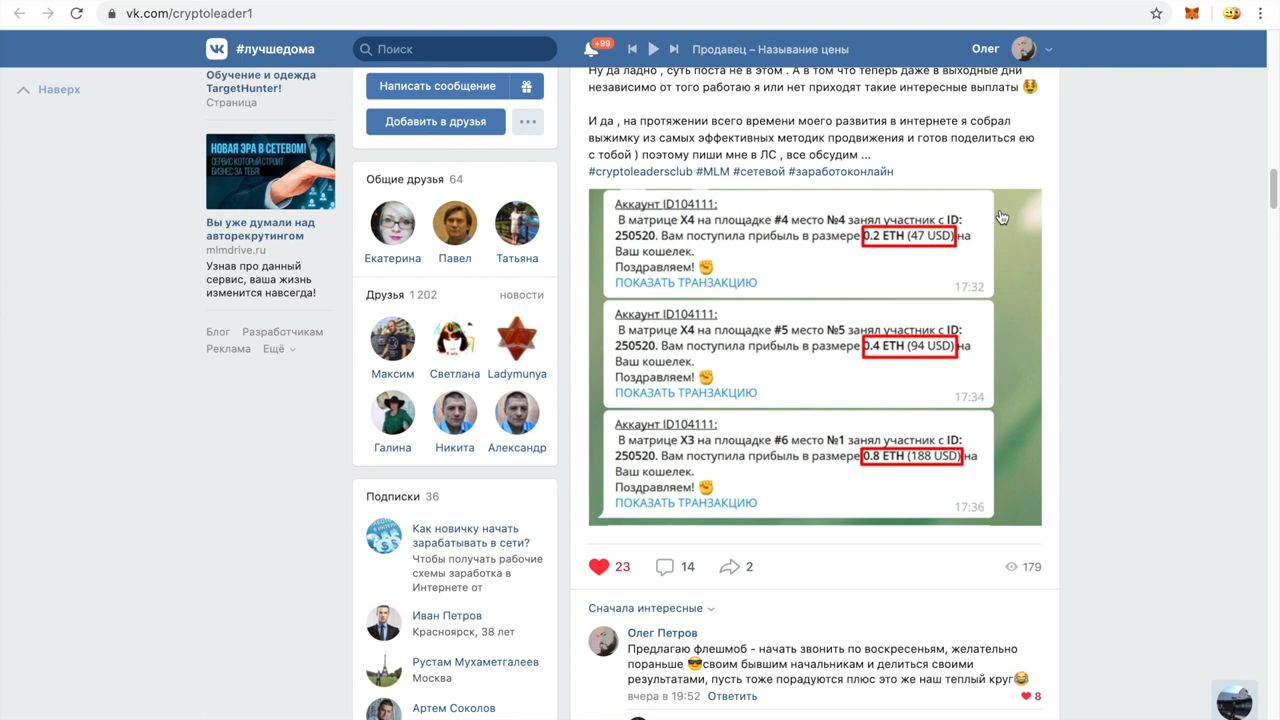 vk.com/cryptoleader1
#лучшедома
Поиск
+99
Продавец – Называние цены
Олег
Наверх
Обучение и одежда
TargetHunter!
Страница
НОВАЯ ЭРА В СЕТЕВОМ!
СЕРВИС КОТОРЫЙ СТРОИТ
БИЗНЕС ЗА ТЕБЯ!
Вы уже думали над
авторекрутингом
mlmdrive.ru
Узнав про данный
сервис, ваша жизнь
изменится навсегда!
Блог Разработчикам
Реклама Ещё
Написать сообщение
Добавить в друзья
Общие друзья 64
Екатерина Павел Татьяна
Друзья 1 202 новости
Максим Светлана Ladymunya
Галина Никита Александр
Подписки 36
Как новичку начать
зарабатывать в сети?
Чтобы получать рабочие
схемы заработка в
Интернете от
Иван Петров
Красноярск, 38 лет
Рустам Мухаметгалеев
Москва
Артем Соколов
Ну да ладно , суть поста не в этом . А в том что теперь даже в выходные дни
независимо от того работаю я или нет приходят такие интересные выплаты 🤑
И да , на протяжении всего времени моего развития в интернете я собрал
выжимку из самых эффективных методик продвижения и готов поделиться ею
с тобой ) поэтому пиши мне в ЛС , все обсудим ...
#cryptoleadersclub #MLM #сетевой #заработоконлайн
Аккаунт ID104111:
В матрице X4 на площадке #4 место №4 занял участник с ID:
250520. Вам поступила прибыль в размере 0.2 ETH (47 USD) на
Ваш кошелек.
Поздравляем! ✊
ПОКАЗАТЬ ТРАНЗАКЦИЮ
17:32
Аккаунт ID104111:
В матрице X4 на площадке #5 место №5 занял участник с ID:
250520. Вам поступила прибыль в размере 0.4 ETH (94 USD) на
Ваш кошелек.
Поздравляем! ✊
ПОКАЗАТЬ ТРАНЗАКЦИЮ
17:34
Аккаунт ID104111:
В матрице X3 на площадке #6 место №1 занял участник с ID:
250520. Вам поступила прибыль в размере 0.8 ETH (188 USD) на
Ваш кошелек.
Поздравляем! ✊
ПОКАЗАТЬ ТРАНЗАКЦИЮ
17:36
23 14 2 179
Сначала интересные
Олег Петров
Предлагаю флешмоб - начать звонить по воскресеньям, желательно
пораньше 😎своим бывшим начальникам и делиться своими
результатами, пусть тоже порадуются плюс это же наш теплый круг😂
вчера в 19:52 Ответить 8